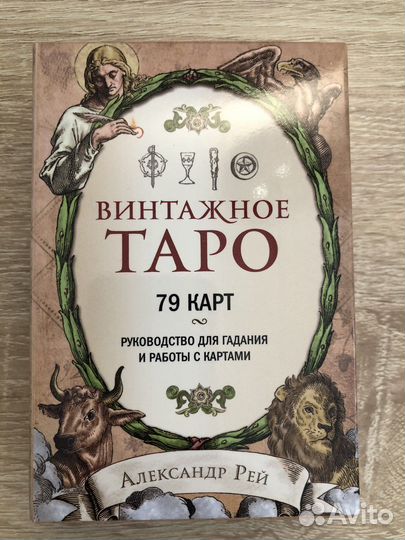 ВИНТАЖНОЕ
ТАРО
79 КАРТ
РУКОВОДСТВО ДЛЯ ГАДАНИЯ
И РАБОТЫ С КАРТАМИ
АЛЕКСАНДР РЕЙ
Avito